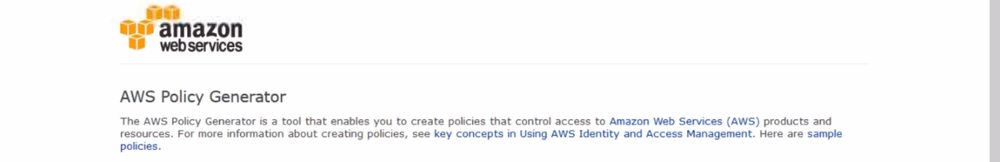 amazon
web services
AWS Policy Generator
The AWS Policy Generator is a tool that enables you to create policies that control access to Amazon Web Services (AWS) products and
resources. For more information about creating policies, see key concepts in Using AWS Identity and Access Management. Here are sample
policies.